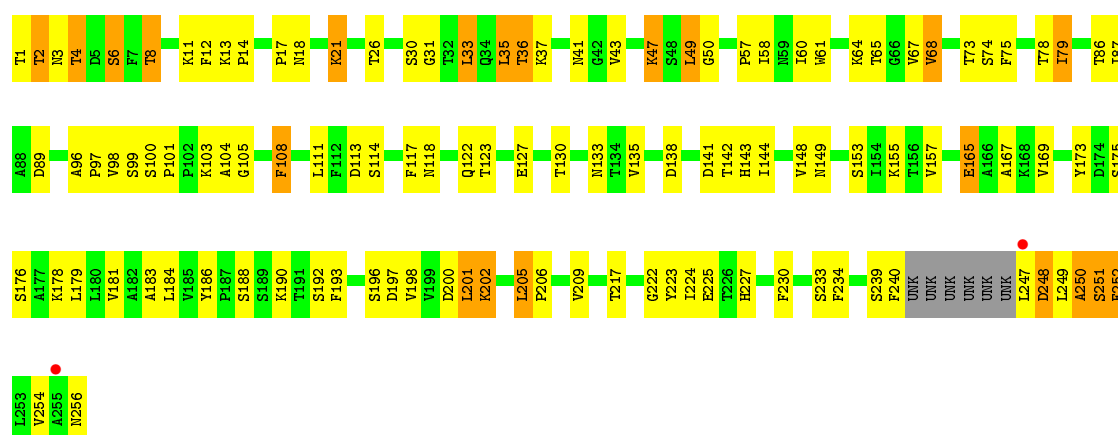 T1 T2 N3 T4 D5 S6 F7 T8 K11 F12 K13 P14 P17 N18 K21 T26 S30 G31 T32 L33 Q34 L35 T36 K37 N41 G42 V43 K47 S48 L49 G50 P57 I58 N59 I60 W61 K64 T65 G66 V67 V68 T73 S74 F75 T78 I79 T86 I87
A88 D89 A96 P97 V98 S99 S100 P101 P102 K103 A104 G105 F108 L111 F112 D113 S114 F117 N118 Q122 T123 E127 T130 N133 T134 V135 D138 D141 T142 H143 I144 V148 N149 S153 I154 K155 T156 V157 E165 A166 A167 K168 V169 Y173 D174 S175
S176 A177 K178 L179 L180 V181 A182 A183 L184 V185 Y186 P187 S188 S189 K190 T191 S192 F193 S196 D197 V198 V199 D200 L201 K202 L205 P206 V209 T217 G222 Y223 I224 E225 T226 H227 F230 S233 F234 S239 F240 UNK UNK UNK UNK UNK UNK L247 D248 L249 A250 S251
L253 V254 A255 N256